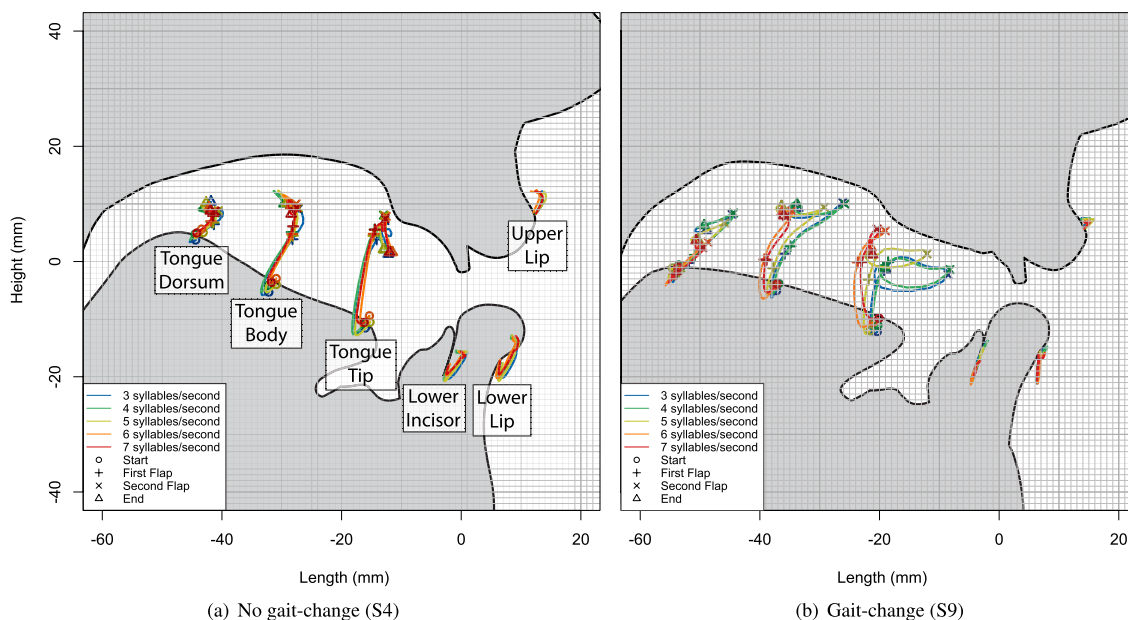 40
20
0
20
40
Height (mm)
Tongue
Dorsum
Tongue
Body
Tongue
Tip
Lower
Incisor
Lower
Lip
Upper
Lip
3 syllables/second
4 syllables/second
5 syllables/second
6 syllables/second
7 syllables/second
Start
First Flap
Second Flap
End
-60 -40 -20 0 20
Length (mm)
(a) No gait-change (S4)
3 syllables/second
4 syllables/second
5 syllables/second
6 syllables/second
7 syllables/second
Start
First Flap
Second Flap
End
-60 -40 -20 0 20
Length (mm)
(b) Gait-change (S9)